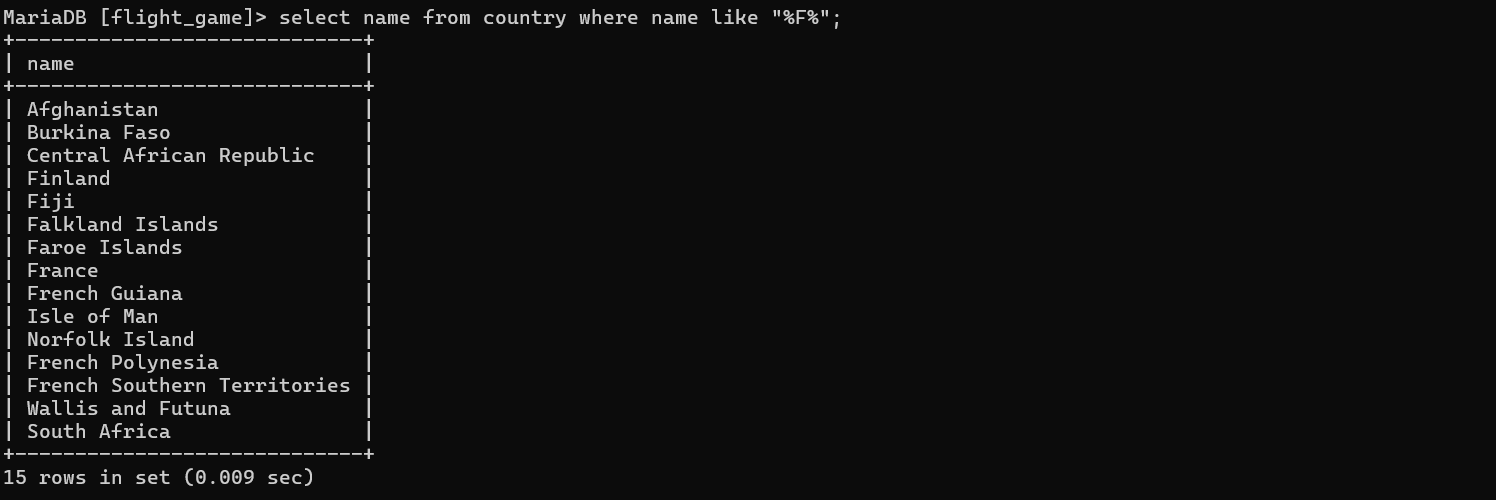 MariaDB [flight_game]> select name from country where name like "%F%";
+----------------------------+
| name                       |
+----------------------------+
| Afghanistan                |
| Burkina Faso               |
| Central African Republic   |
| Finland                    |
| Fiji                       |
| Falkland Islands           |
| Faroe Islands              |
| France                     |
| French Guiana              |
| Isle of Man                |
| Norfolk Island             |
| French Polynesia           |
| French Southern Territories |
| Wallis and Futuna          |
| South Africa               |
+----------------------------+
15 rows in set (0.009 sec)